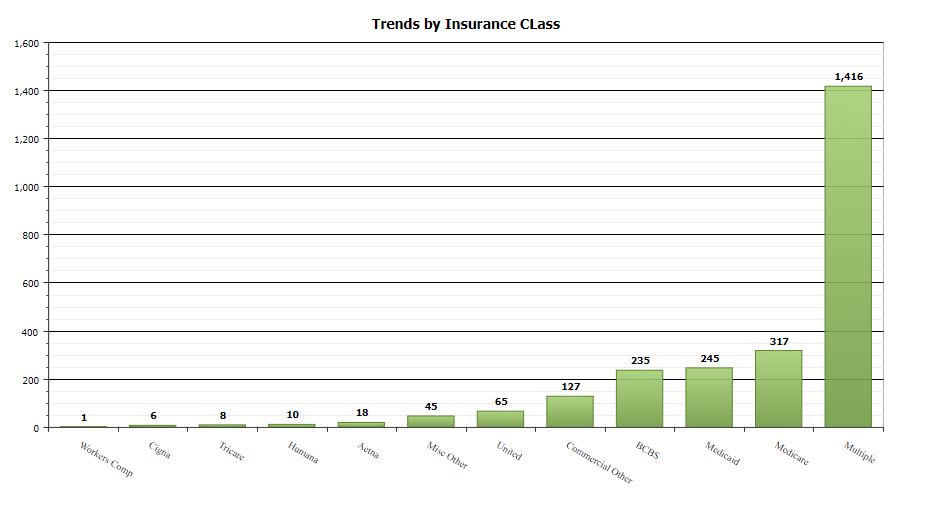 Trends by Insurance CLass
1,600
1,400
1,200
1,000
800
600
400
200
0
1
6
8
10
18
45
65
127
235
245
317
1,416
Workers Comp
Cigna
Tricare
Humana
Aetna
Misc Other
United
Commercial Other
BCBS
Medicaid
Medicare
Multiple